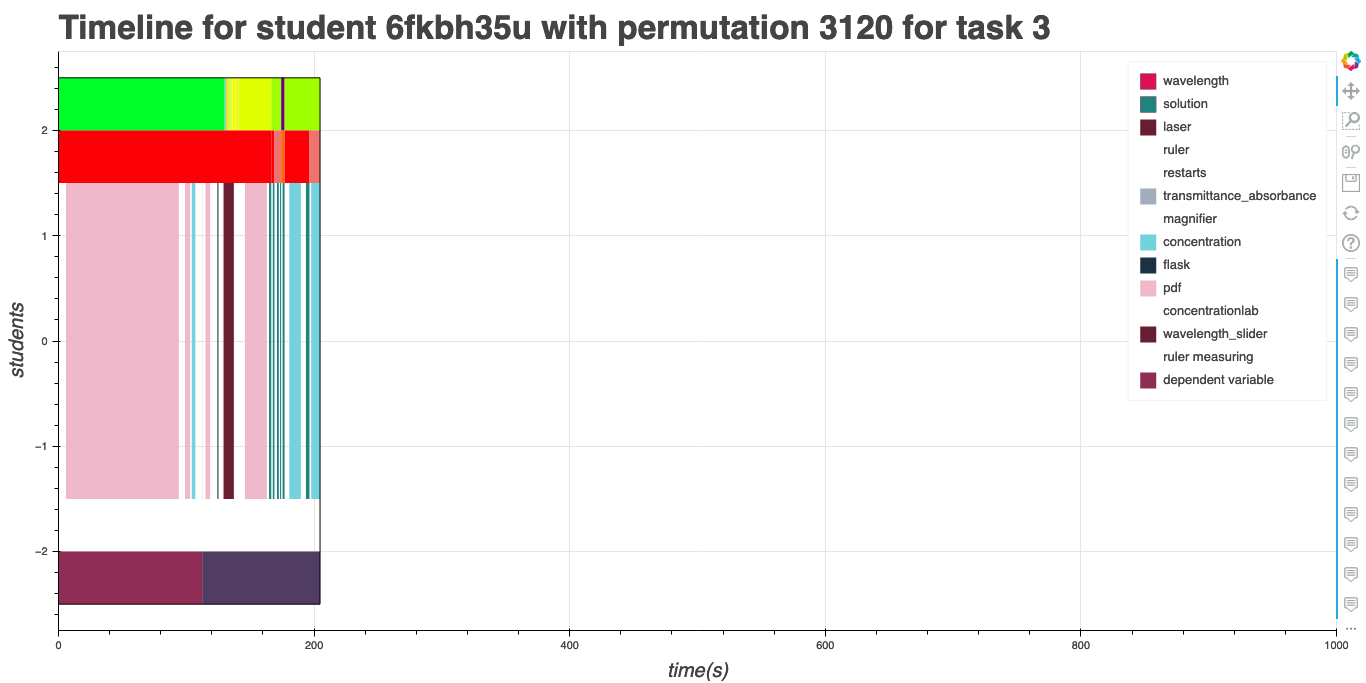 Timeline for student 6fkbh35u with permutation 3120 for task 3
wavelength
solution
laser
ruler
restarts
transmittance_absorbance
magnifier
concentration
flask
pdf
concentrationlab
wavelength_slider
ruler measuring
dependent variable
students
2
1
0
−1
−2
0 200 400 600 800 1000
time(s)